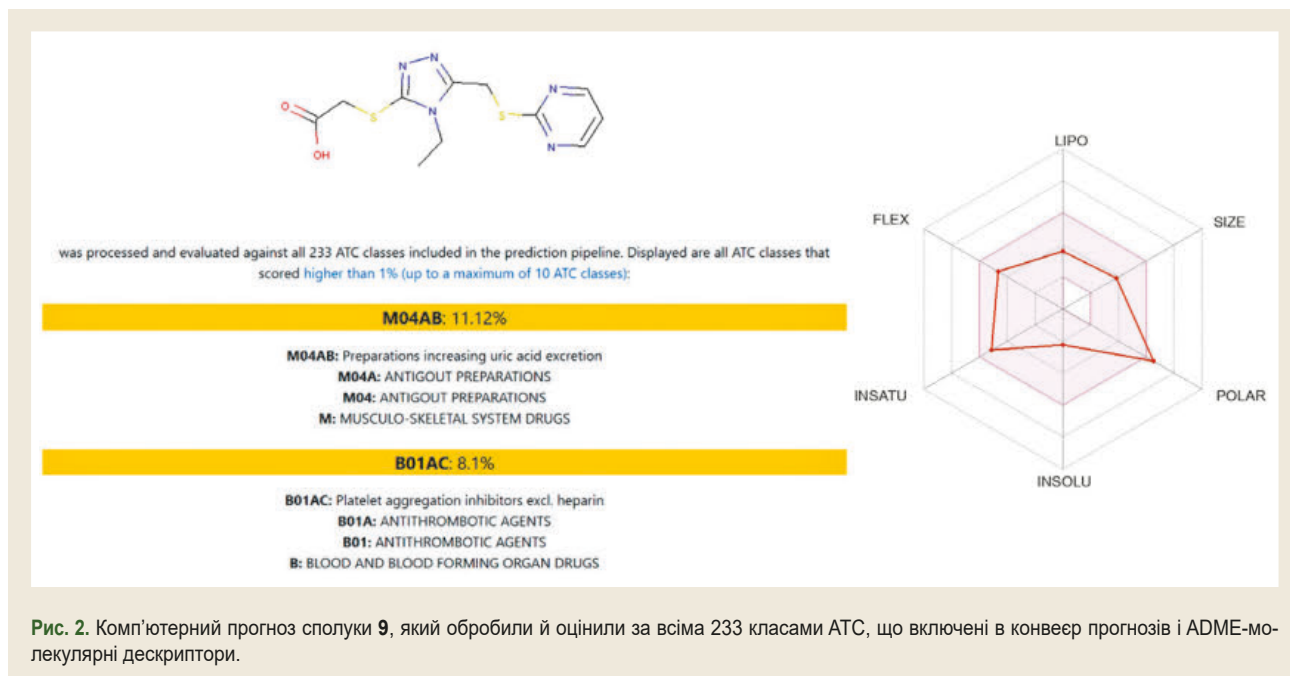 N N
N
N
N
S
S
O
OH
was processed and evaluated against all 233 ATC classes included in the prediction pipeline. Displayed are all ATC classes that
scored higher than 1% (up to a maximum of 10 ATC classes):
M04AB: 11.12%
M04AB: Preparations increasing uric acid excretion
M04A: ANTIGOUT PREPARATIONS
M04: ANTIGOUT PREPARATIONS
M: MUSCULO-SKELETAL SYSTEM DRUGS
B01AC: 8.1%
B01AC: Platelet aggregation inhibitors excl. heparin
B01A: ANTITHROMBOTIC AGENTS
B01: ANTITHROMBOTIC AGENTS
B: BLOOD AND BLOOD FORMING ORGAN DRUGS
LIPO
FLEX
SIZE
INSATU
POLAR
INSOLU
Рис. 2. Комп’ютерний прогноз сполуки 9, який обробили й оцінили за всіма 233 класами АТС, що включені в конвеєр прогнозів і ADME-мо-
лекулярні дескриптори.